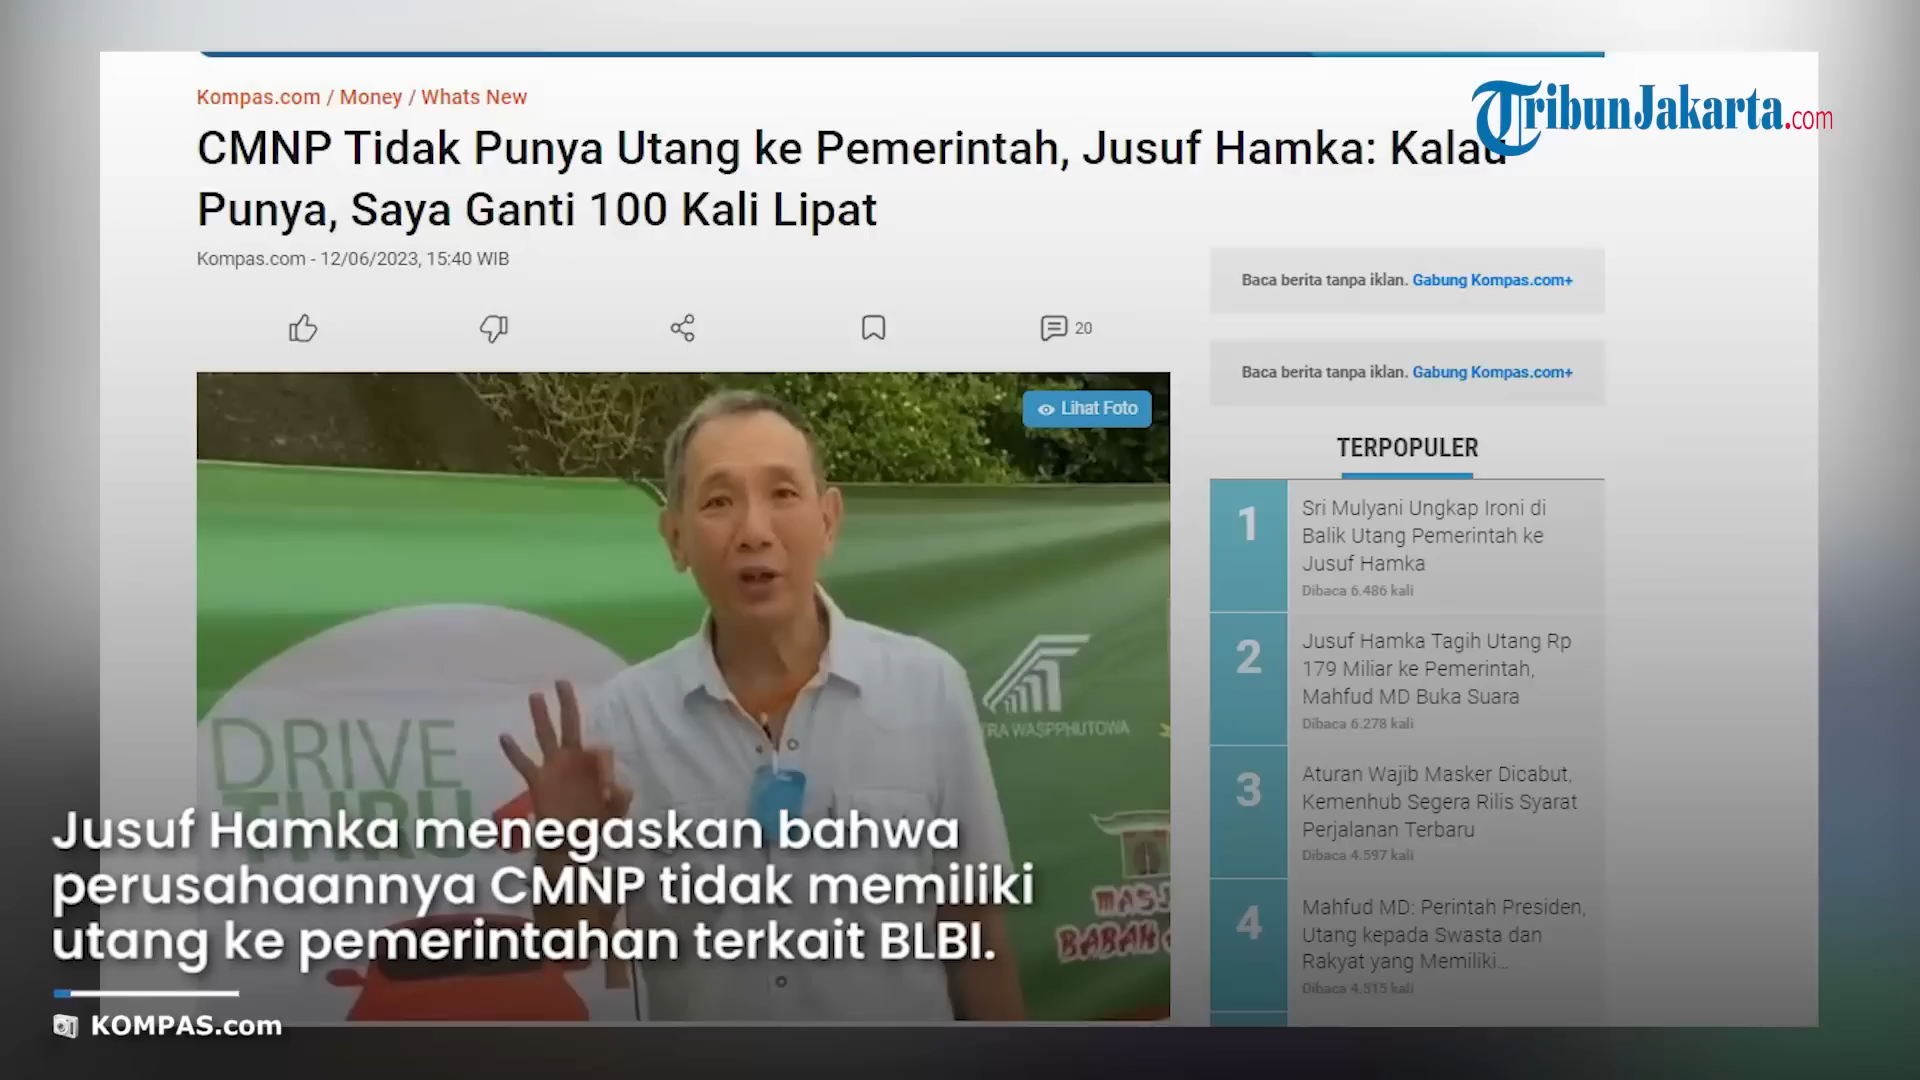 TribunJakarta.com
Kompas.com / Money / Whats New
CMNP Tidak Punya Utang ke Pemerintah, Jusuf Hamka: Kalau
Punya, Saya Ganti 100 Kali Lipat
Kompas.com - 12/06/2023, 15:40 WIB
20
Lihat Foto
DRIVE
THRU
Baca berita tanpa iklan. Gabung Kompas.com+
Baca berita tanpa iklan. Gabung Kompas.com+
TERPOPULER
1
Sri Mulyani Ungkap Ironi di
Balik Utang Pemerintah ke
Jusuf Hamka
Dibaca 6.486 kali
2
Jusuf Hamka Tagih Utang Rp
179 Miliar ke Pemerintah,
Mahfud MD Buka Suara
Dibaca 6.278 kali
3
Aturan Wajib Masker Dicabut,
Kemenhub Segera Rilis Syarat
Perjalanan Terbaru
Dibaca 4.597 kali
4
Mahfud MD: Perintah Presiden,
Utang kepada Swasta dan
Rakyat yang Memiliki...
Dibaca 4.515 kali
Jusuf Hamka menegaskan bahwa
perusahaannya CMNP tidak memiliki
utang ke pemerintahan terkait BLBI.
KOMPAS.com